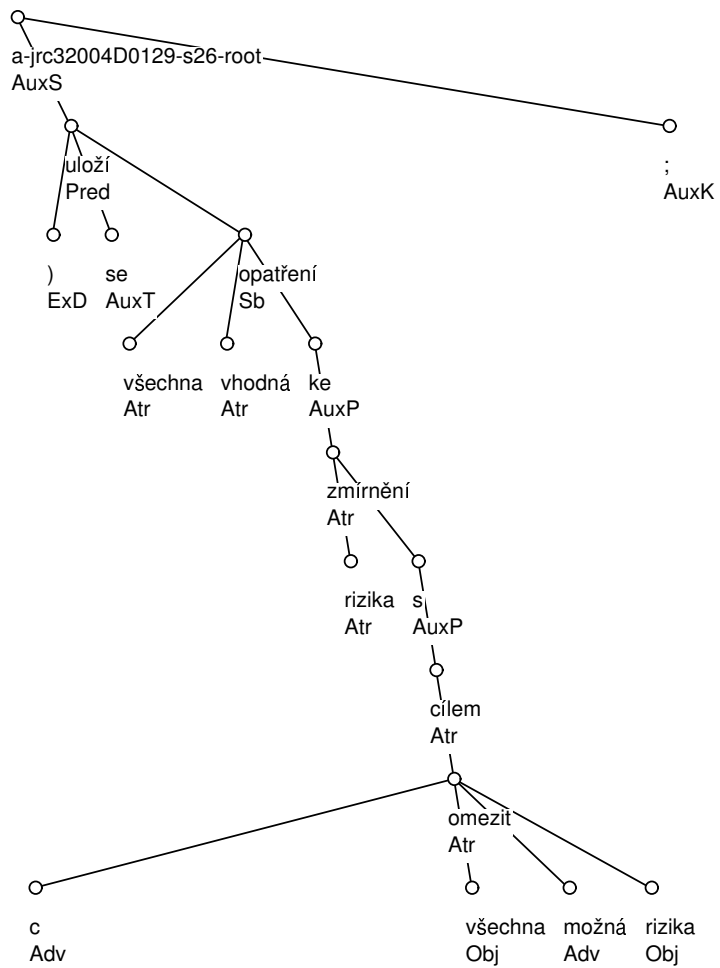 a-jrc32004D0129-s26-root
AuxS
uloží ;
Pred AuxK
) se opatření
ExD AuxT Sb
všechna vhodná ke
Atr Atr AuxP
zmírnění
Atr
rizika s
Atr AuxP
cílem
Atr
omezit
Atr
c všechna možná rizika
Adv Obj Adv Obj